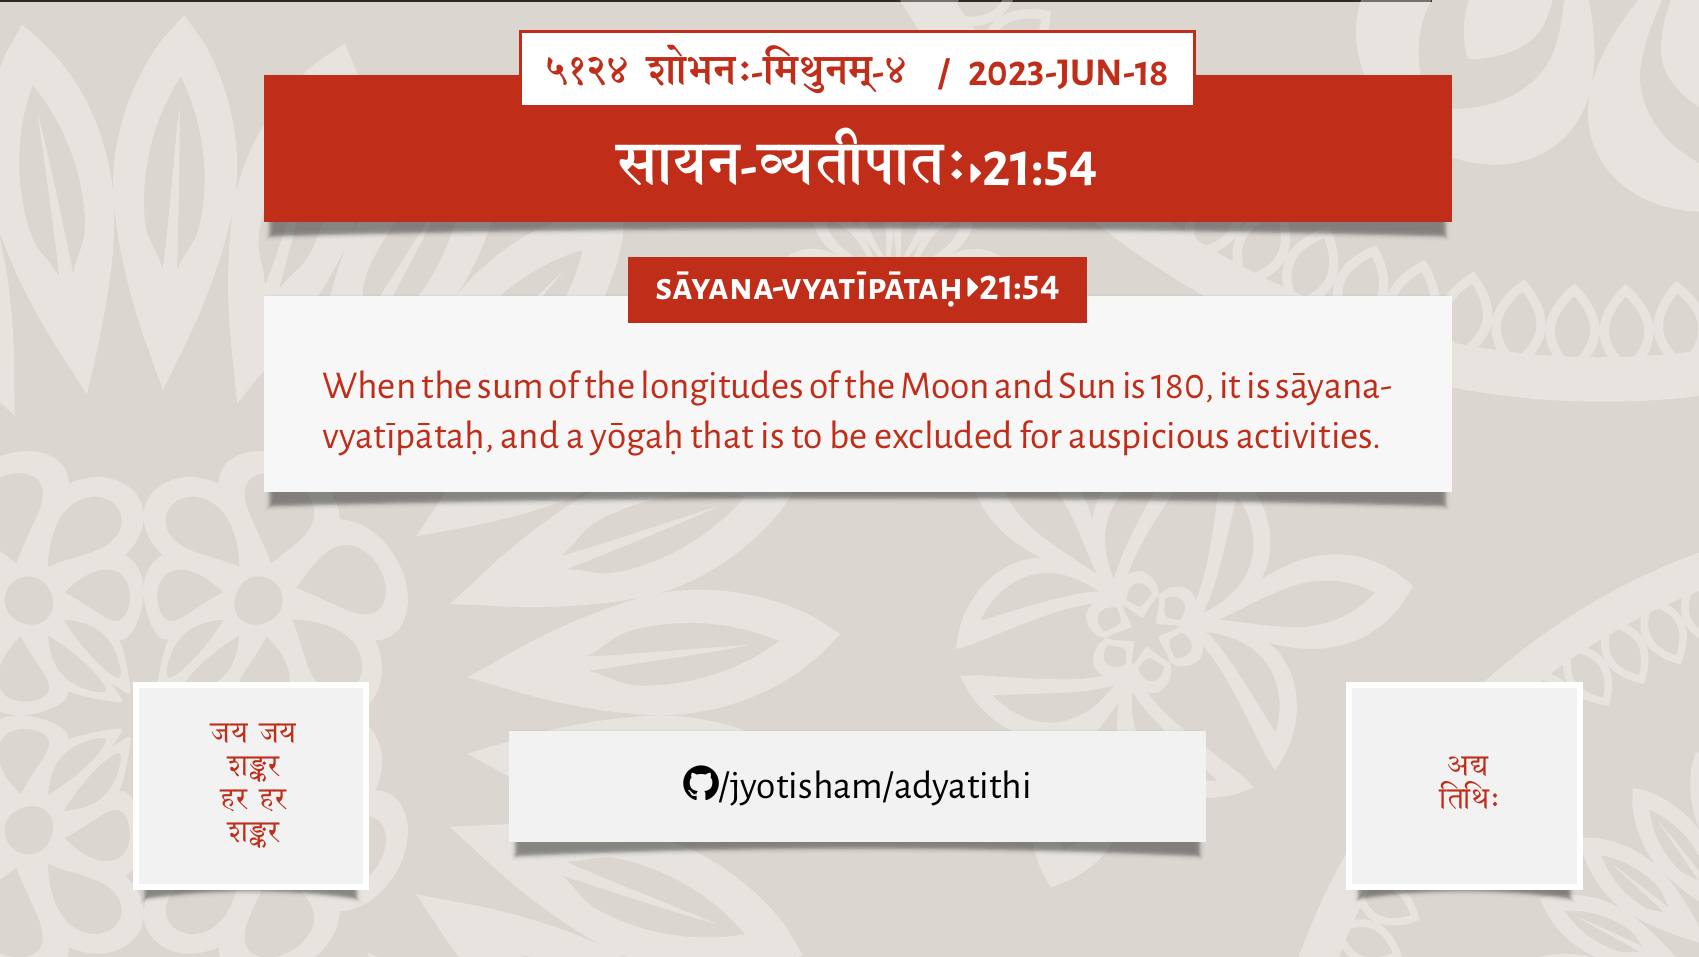 ५१२४ शोभनः-मिथुनम्-४ / 2023-JUN-18
सायन-व्यतीपातः▸21:54
SĀYANA-VYATĪPĀTAḤ▸21:54
When the sum of the longitudes of the Moon and Sun is 180, it is sāyana-
vyatīpātaḥ, and a yōgaḥ that is to be excluded for auspicious activities.
जय जय
शङ्कर
हर हर
शङ्कर
/jyotisham/adyatithi
अद्य
तिथिः